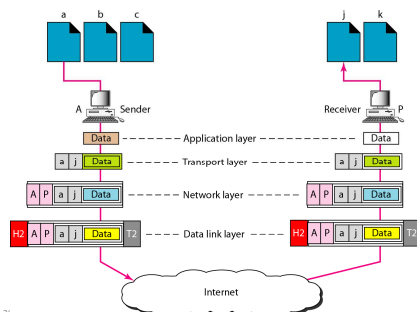 a b c j k
A Sender Receiver P
Data Application layer Data
a j Data Transport layer a j Data
A P a j Data Network layer A P a j Data
H2 A P a j Data T2 Data link layer H2 A P a j Data T2
Internet